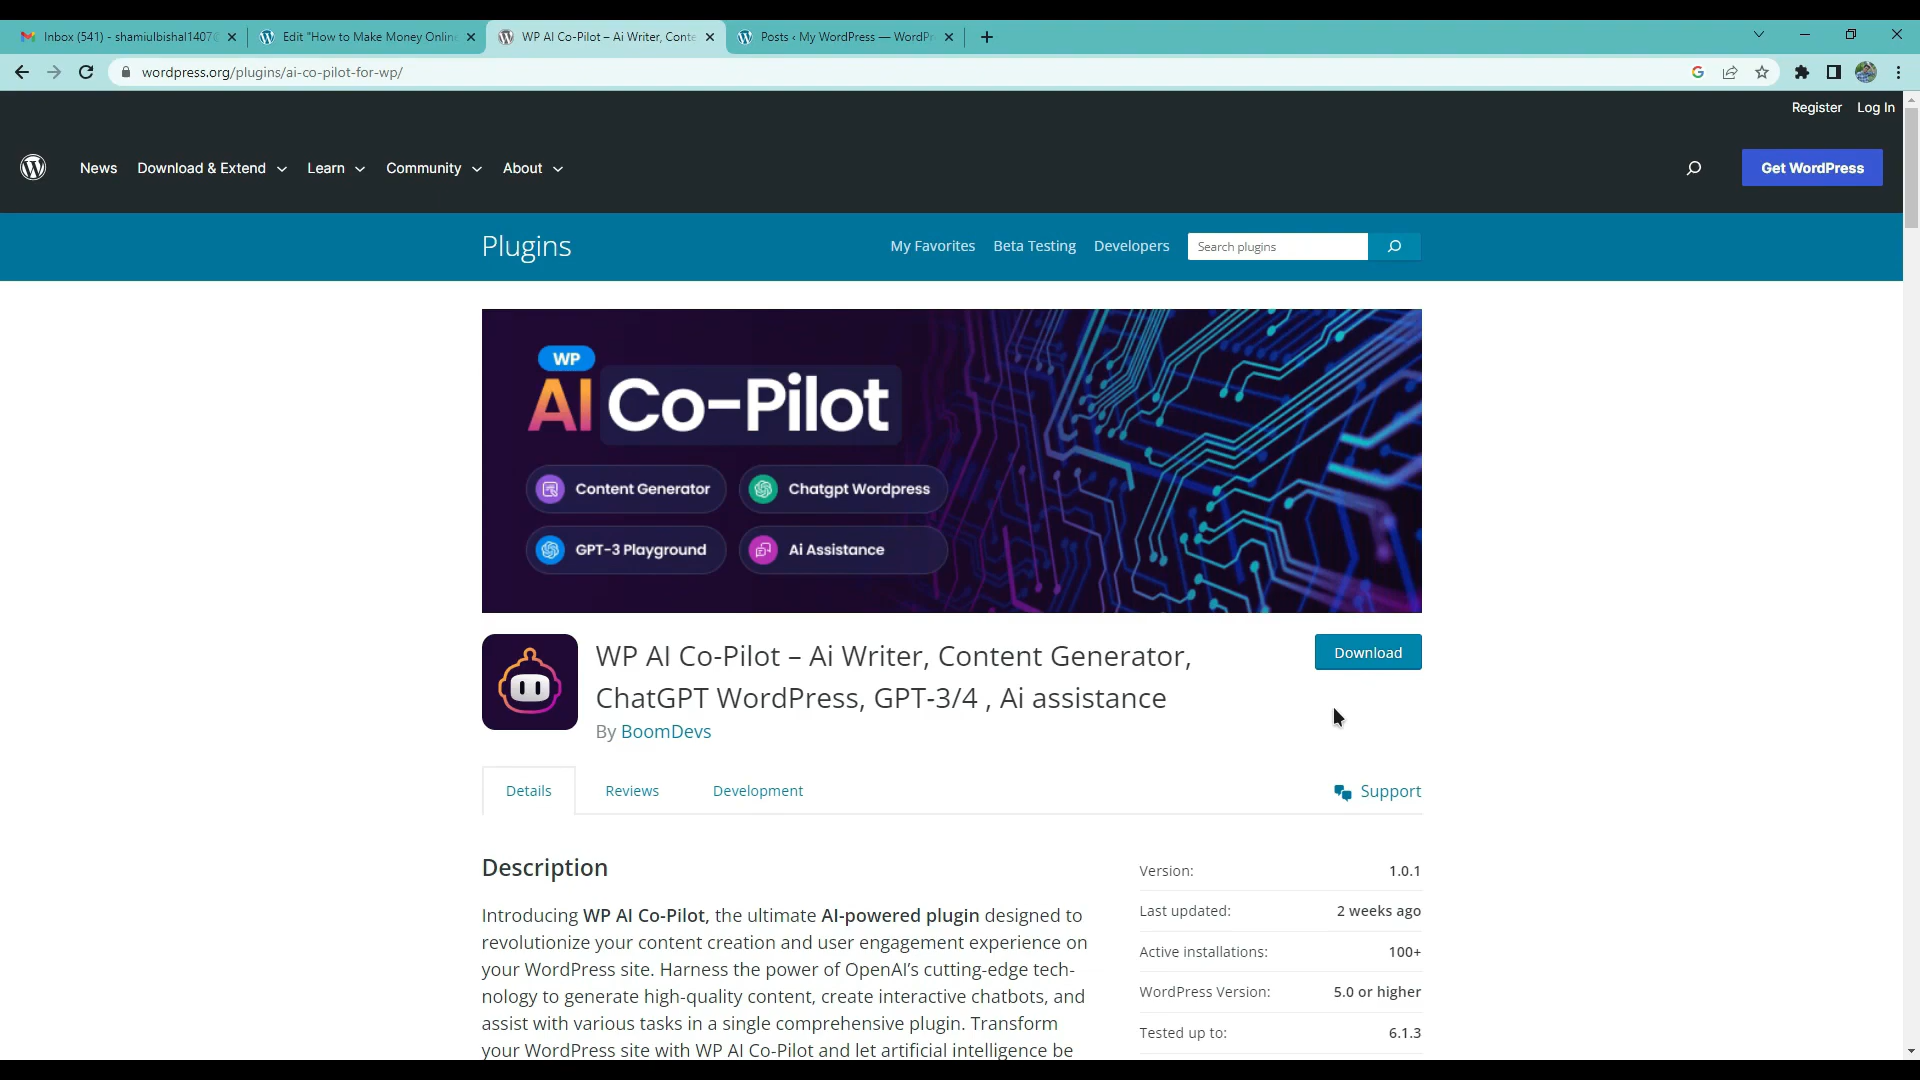 Inbox (541) - shamiulbishal1407@
Edit "How to Make Money Online
WP AI Co-Pilot – Ai Writer, Conte
Posts ‹ My WordPress — WordPr
wordpress.org/plugins/ai-co-pilot-for-wp/
Register Log In
News Download & Extend Learn Community About
Get WordPress
Plugins
My Favorites Beta Testing Developers Search plugins
WP
AI Co-Pilot
Content Generator Chatgpt Wordpress
GPT-3 Playground Ai Assistance
WP AI Co-Pilot – Ai Writer, Content Generator,
ChatGPT WordPress, GPT-3/4 , Ai assistance
By BoomDevs
Download
Details Reviews Development
Support
Description
Introducing WP AI Co-Pilot, the ultimate AI-powered plugin designed to
revolutionize your content creation and user engagement experience on
your WordPress site. Harness the power of OpenAI's cutting-edge tech-
nology to generate high-quality content, create interactive chatbots, and
assist with various tasks in a single comprehensive plugin. Transform
your WordPress site with WP AI Co-Pilot and let artificial intelligence be
Version: 1.0.1
Last updated: 2 weeks ago
Active installations: 100+
WordPress Version: 5.0 or higher
Tested up to: 6.1.3